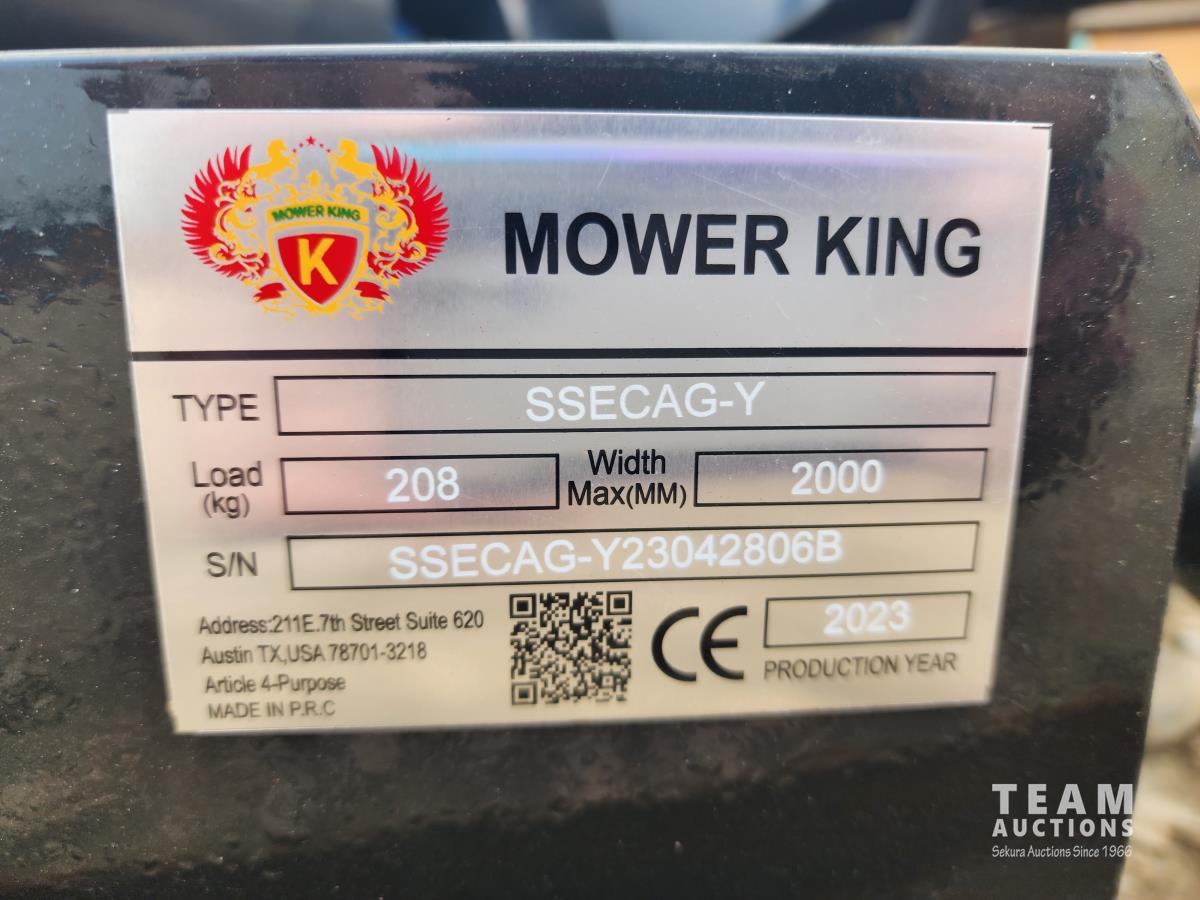 MOWER KING
K
MOWER KING
TYPE SSECAG-Y
Load (kg) 208 Width Max(MM) 2000
S/N SSECAG-Y23042806B
Address:211E.7th Street Suite 620
Austin TX,USA 78701-3218
Article 4-Purpose
MADE IN P.R.C
CE
2023
PRODUCTION YEAR
TEAM
AUCTIONS
Sekura Auctions Since 1966